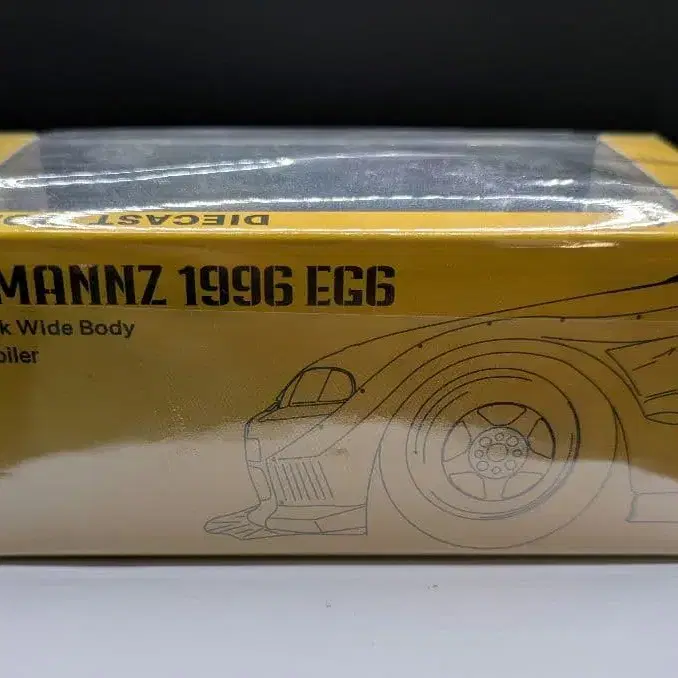 DIECAST
MANNZ 1996 EG6
k Wide Body
oiler